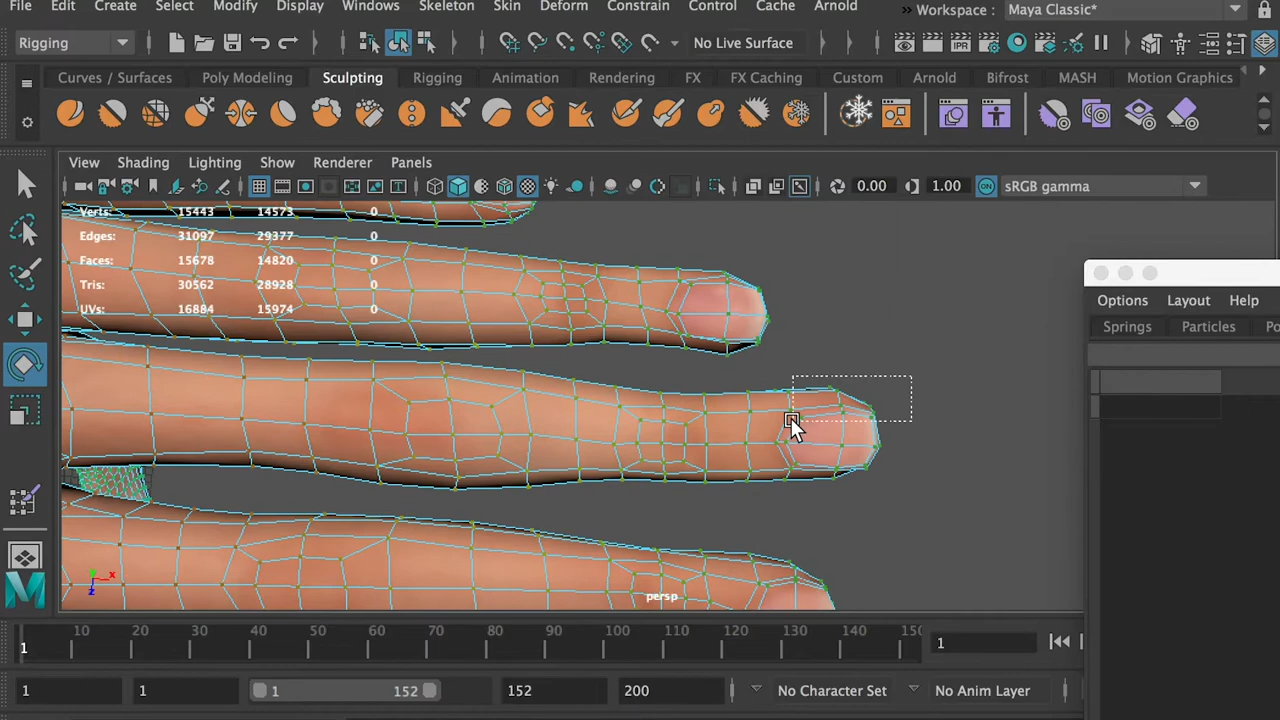 File Edit Create Select Modify Display Windows Skeleton Skin Deform Constrain Control Cache Arnold Workspace : Maya Classic*
Rigging No Live Surface
Curves / Surfaces Poly Modeling Sculpting Rigging Animation Rendering FX FX Caching Custom Arnold Bifrost MASH Motion Graphics
View Shading Lighting Show Renderer Panels
0.00 1.00 ON sRGB gamma
Verts: 15443 14573 0
Edges: 31097 29377 0
Faces: 15678 14820 0
Tris: 30562 28928 0
UVs: 16884 15974 0
Options Layout Help
Springs Particles
x
z
persp
10 20 30 40 50 60 70 80 90 100 110 120 130 140
1 1
1 1 1 152 152 200 No Character Set No Anim Layer